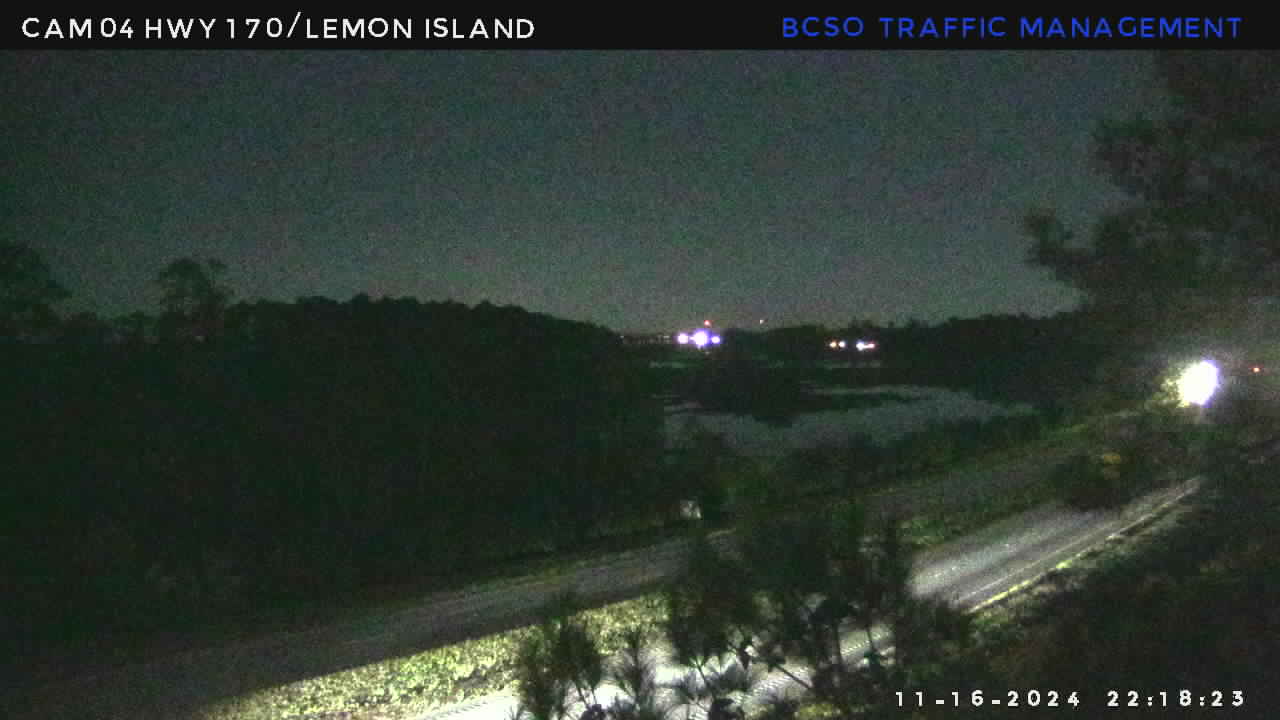 CAM04 HWY 170/LEMON ISLAND
BCSO TRAFFIC MANAGEMENT
11-16-2024 22:18:23